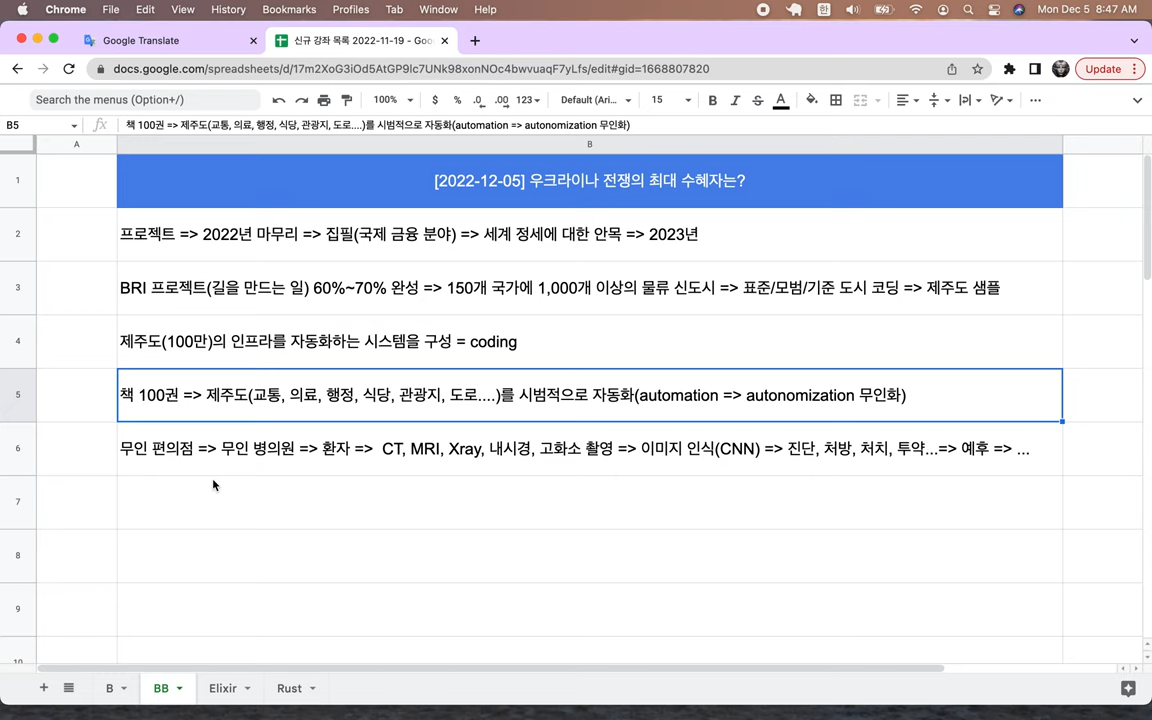 Chrome File Edit View History Bookmarks Profiles Tab Window Help 한 Mon Dec 5 8:47 AM
Google Translate
신규 강좌 목록 2022-11-19 - Goo
docs.google.com/spreadsheets/d/17m2XoG3iOd5AtGP9lc7UNk98xonNOc4bwvuaqF7yLfs/edit#gid=1668807820 Update
Search the menus (Option+/) 100% $ % .0 .00 123 Default (Ari... 15 B I S A
B5 fx 책 100권 => 제주도(교통, 의료, 행정, 식당, 관광지, 도로....)를 시범적으로 자동화(automation => autonomization 무인화)
A B
1 [2022-12-05] 우크라이나 전쟁의 최대 수혜자는?
2 프로젝트 => 2022년 마무리 => 집필(국제 금융 분야) => 세계 정세에 대한 안목 => 2023년
3 BRI 프로젝트(길을 만드는 일) 60%~70% 완성 => 150개 국가에 1,000개 이상의 물류 신도시 => 표준/모범/기준 도시 코딩 => 제주도 샘플
4 제주도(100만)의 인프라를 자동화하는 시스템을 구성 = coding
5 책 100권 => 제주도(교통, 의료, 행정, 식당, 관광지, 도로....)를 시범적으로 자동화(automation => autonomization 무인화)
6 무인 편의점 => 무인 병의원 => 환자 => CT, MRI, Xray, 내시경, 고화소 촬영 => 이미지 인식(CNN) => 진단, 처방, 처치, 투약...=> 예후 => ...
7
8
9
10
B BB Elixir Rust